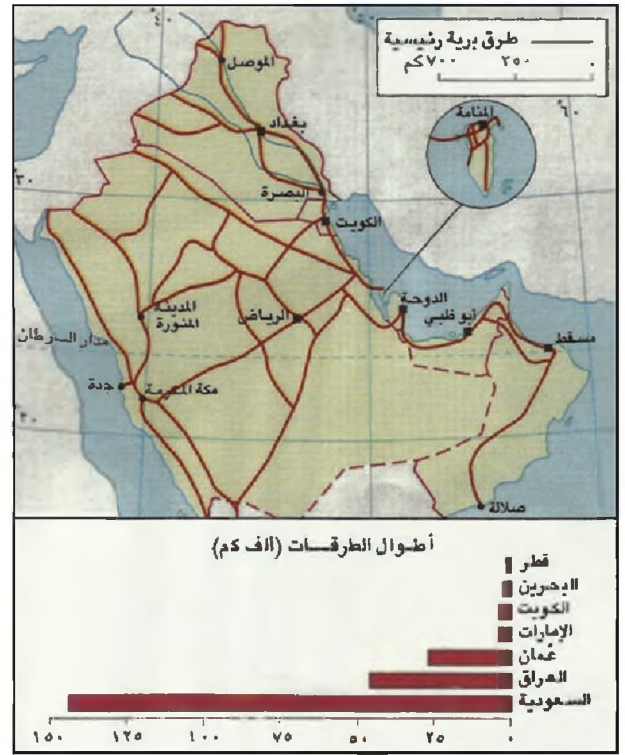 ٤٠°
طرق برية رئيسية
٧٠٠ كم ٢٥٠ ٠
الموصل
المنامة
٦٠°
بغداد
٣٠°
البصرة
الكويت
المدينة المنورة
الرياض
الدوحة
أبو ظبي
مسقط
مدار السرطان
جدة
مكة المكرمة
٢٠°
صلالة
أطوال الطرقات (ألف كم)
قطر
البحرين
الكويت
الإمارات
عُمان
العراق
السعودية
١٥٠ ١٢٥ ١٠٠ ٧٥ ٥٠ ٢٥ ٠